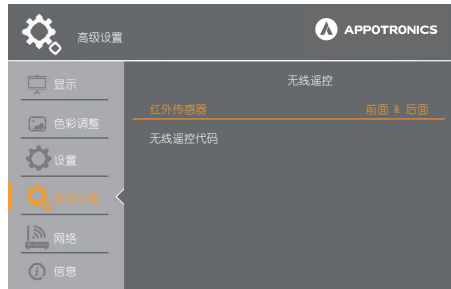 高级设置
APPOTRONICS
显示
色彩调整
设置
网络
信息
无线遥控
红外传感器 前面 & 后面
无线遥控代码